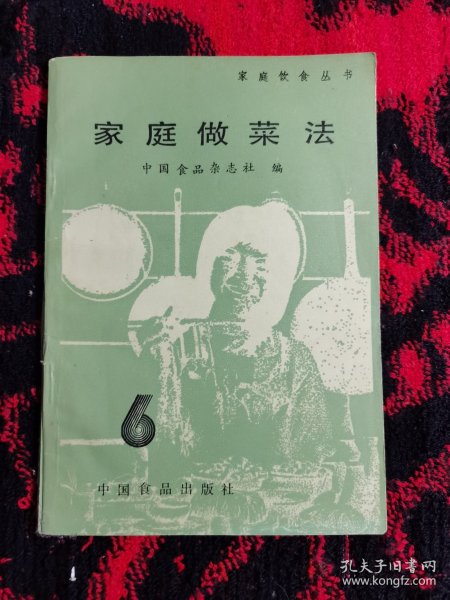 家庭饮食丛书
家庭做菜法
中国食品杂志社 编
6
中国食品出版社
孔夫子旧书网
www.kongfz.com